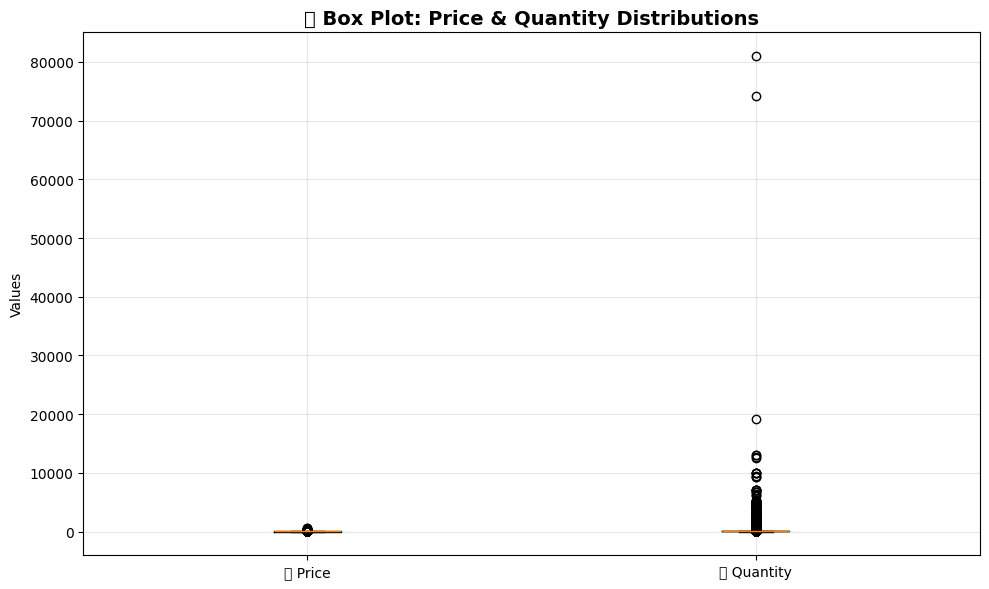 ▯ Box Plot: Price & Quantity Distributions
80000
70000
60000
50000
40000
30000
20000
10000
0
Values
▯ Price
▯ Quantity